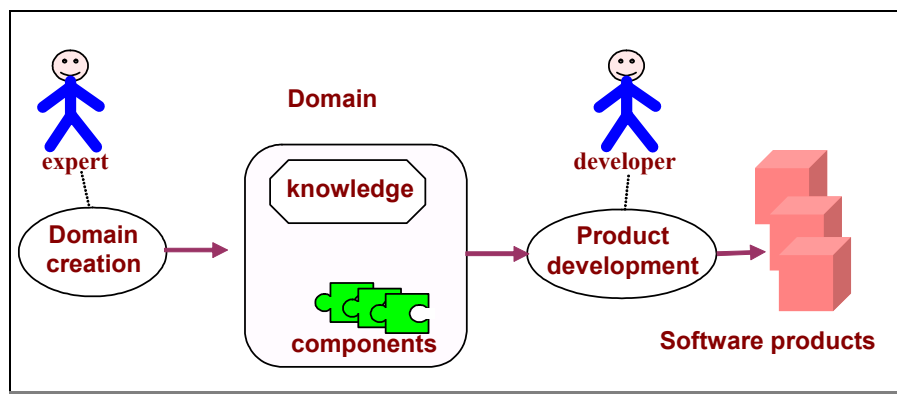 expert
Domain
creation
Domain
knowledge
components
developer
Product
development
Software products